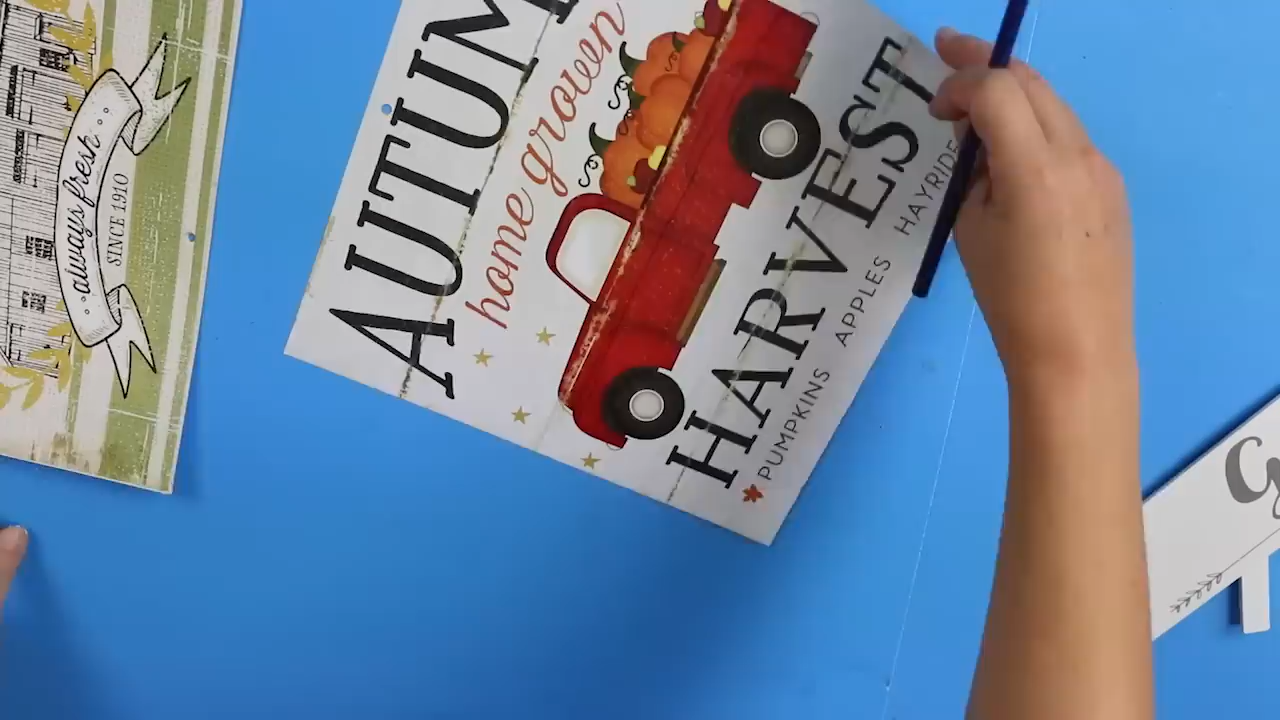 always fresh
SINCE 1910
AUTUM
home grown
HARVEST
PUMPKINS APPLES HAYRIDE
G